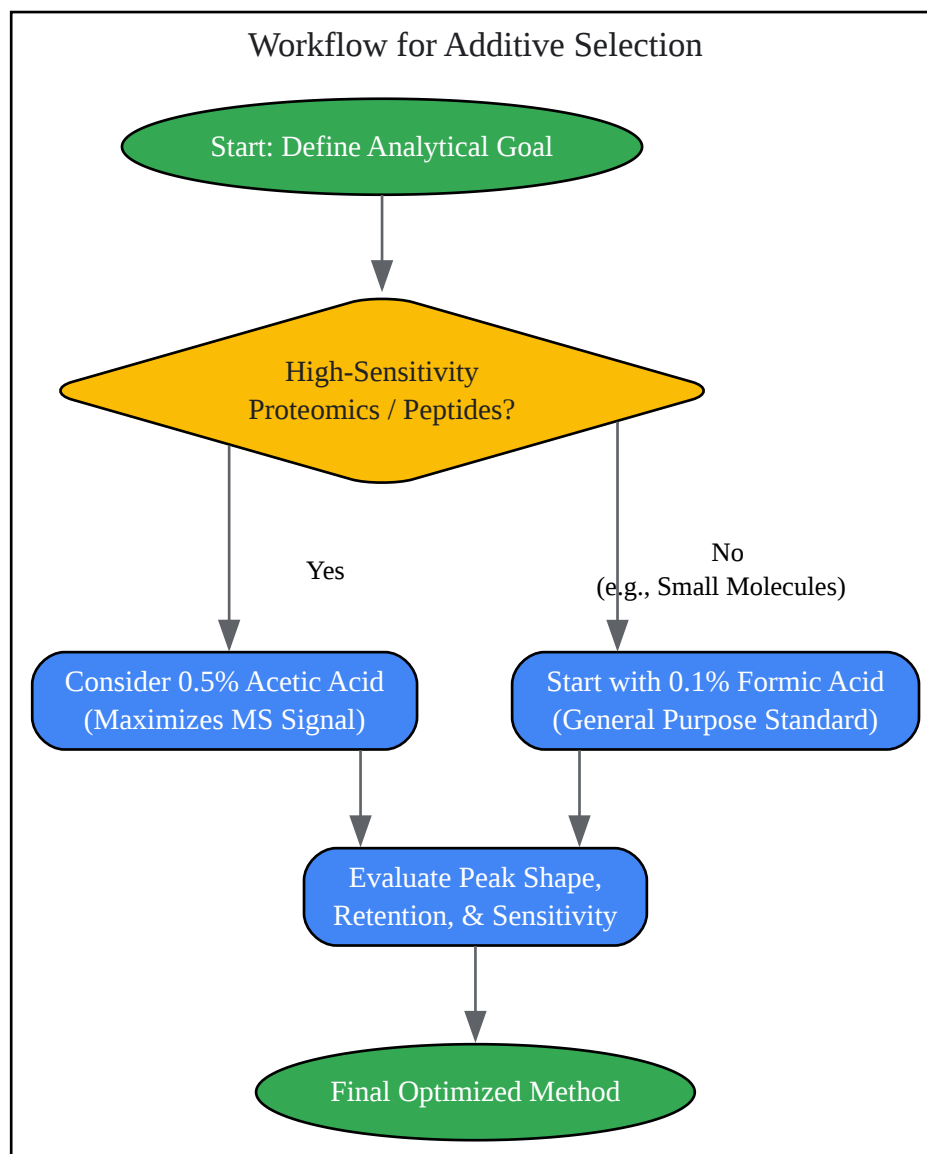 Workflow for Additive Selection
Start: Define Analytical Goal
High-Sensitivity
Proteomics / Peptides?
Yes
No
(e.g., Small Molecules)
Consider 0.5% Acetic Acid
(Maximizes MS Signal)
Start with 0.1% Formic Acid
(General Purpose Standard)
Evaluate Peak Shape,
Retention, & Sensitivity
Final Optimized Method